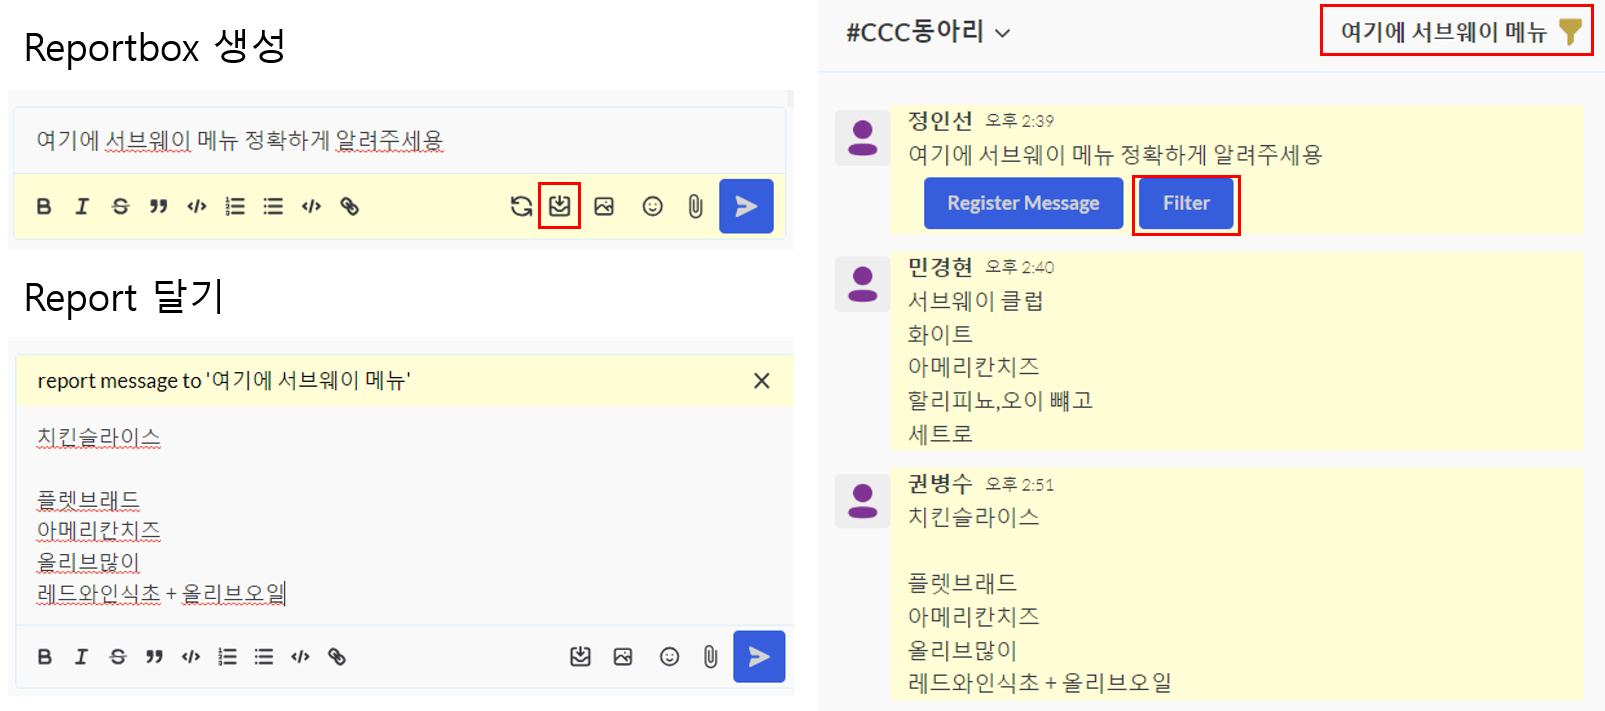 Reportbox 생성
여기에 서브웨이 메뉴 정확하게 알려주세용
Report 달기
report message to '여기에 서브웨이 메뉴'
치킨슬라이스
플렛브래드
아메리칸치즈
올리브많이
레드와인식초 + 올리브오일
#CCC동아리
여기에 서브웨이 메뉴
정인선 오후 2:39
여기에 서브웨이 메뉴 정확하게 알려주세용
Register Message Filter
민경현 오후 2:40
서브웨이 클럽
화이트
아메리칸치즈
할리피뇨,오이 뺴고
세트로
권병수 오후 2:51
치킨슬라이스
플렛브래드
아메리칸치즈
올리브많이
레드와인식초 + 올리브오일